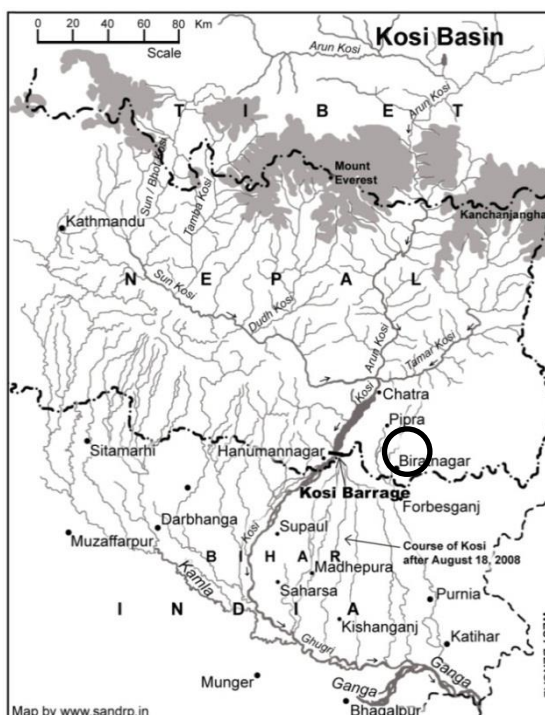 0 20 40 60 80 Km
Scale
Kosi Basin
Arun Kosi
Arun Kosi
T I B E T
Mount
Everest
Kanchanjangha
Sun / Bhot Kosi
Tamba Kosi
Kathmandu
N E P A L
Sun Kosi
Dudh Kosi
Arun Kosi
Tamar Kosi
Kosi
Chatra
Pipra
Sitamarhi
Hanumannagar
Biratnagar
Kosi Barrage
Forbesganj
Darbhanga
Kosi
Supaul
Muzaffarpur
B I H A R
Course of Kosi
after August 18, 2008
Madhepura
Kamla
Saharsa
Purnia
I N D I A
Kishanganj
Ghugri
Katihar
Munger
Ganga
Ganga
Bhagalpur
Map by www.sandrp.in